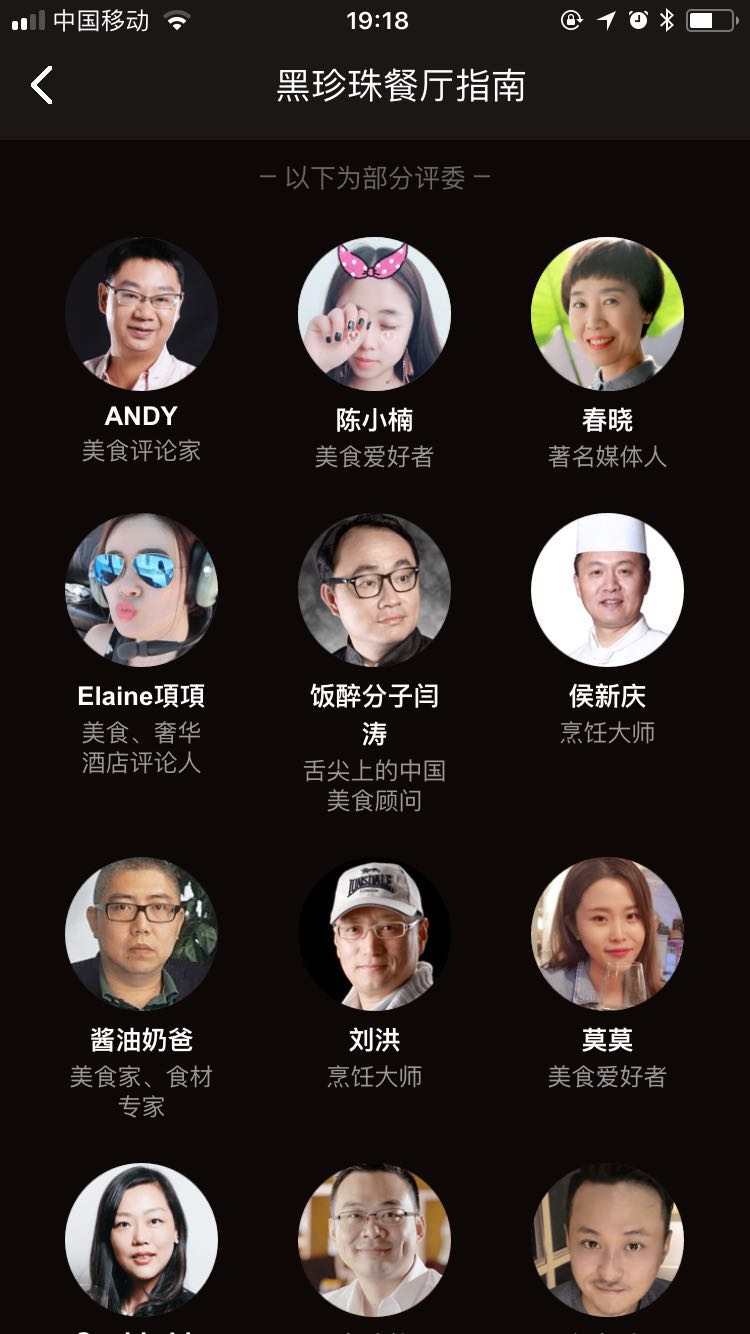 中国移动
19:18
黑珍珠餐厅指南
— 以下为部分评委 —
ANDY
美食评论家
陈小楠
美食爱好者
春晓
著名媒体人
Elaine項項
美食、奢华
酒店评论人
饭醉分子闫
涛
舌尖上的中国
美食顾问
侯新庆
烹饪大师
酱油奶爸
美食家、食材
专家
LONSDALE
LONDON
刘洪
烹饪大师
莫莫
美食爱好者